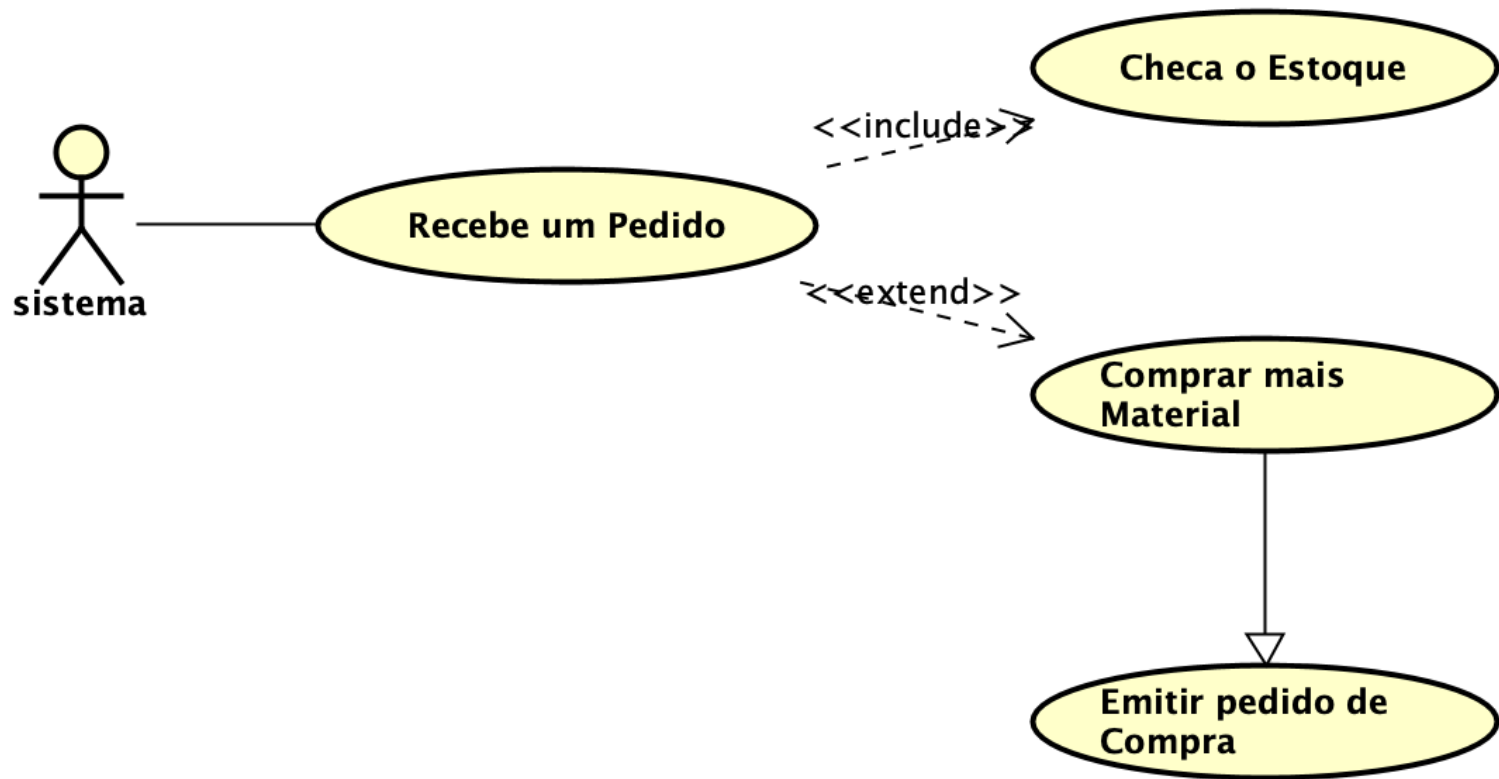 Checa o Estoque
<<include>>
Recebe um Pedido
sistema
<<extend>>
Comprar mais
Material
Emitir pedido de
Compra